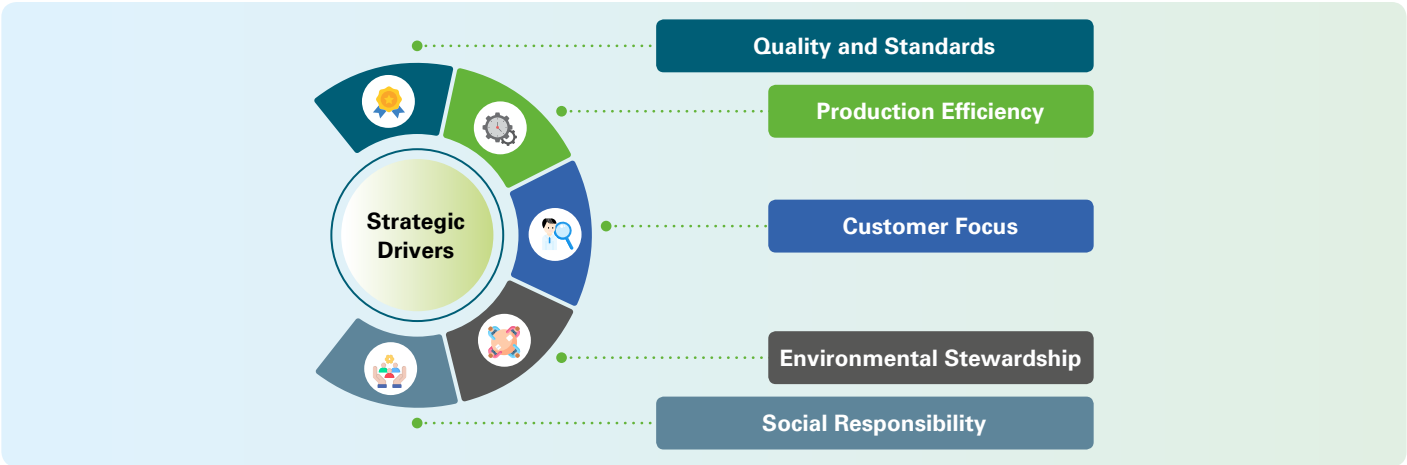 Quality and Standards
Production Efficiency
Strategic
Drivers
Customer Focus
Environmental Stewardship
Social Responsibility